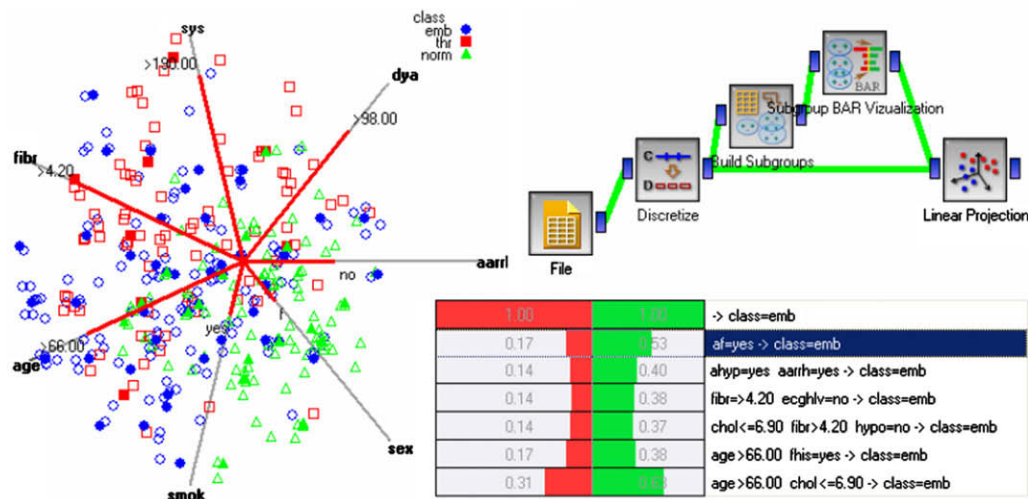 class
emb
thr
norm
sys
>190.00
dya
>98.00
fibr
>4.20
aarrl
no
yes
f
age
>66.00
sex
smok
BAR
Subgroup BAR Vizualization
Build Subgroups
C
D
Discretize
Linear Projection
File
1.00 1.00 -> class=emb
0.17 0.53 af=yes -> class=emb
0.14 0.40 ahyp=yes aarrh=yes -> class=emb
0.14 0.38 fibr=>4.20 ecghlv=no -> class=emb
0.14 0.37 chol<=6.90 fibr>4.20 hypo=no -> class=emb
0.17 0.38 age>66.00 fhis=yes -> class=emb
0.31 0.63 age>66.00 chol<=6.90 -> class=emb